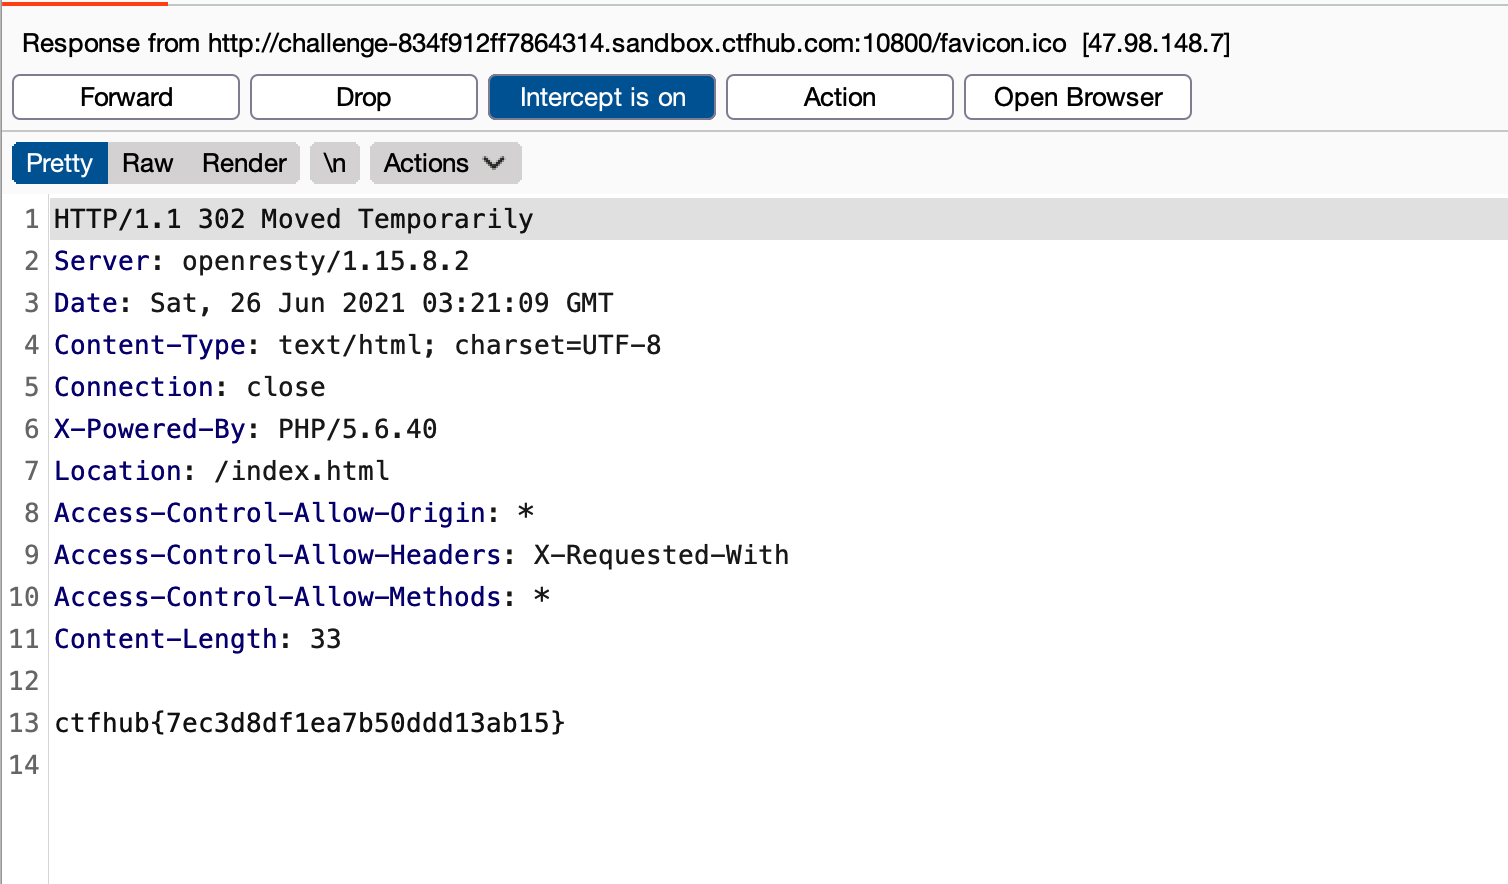 Response from http://challenge-834f912ff7864314.sandbox.ctfhub.com:10800/favicon.ico [47.98.148.7]
Forward Drop Intercept is on Action Open Browser
Pretty Raw Render \n Actions
1 HTTP/1.1 302 Moved Temporarily
2 Server: openresty/1.15.8.2
3 Date: Sat, 26 Jun 2021 03:21:09 GMT
4 Content-Type: text/html; charset=UTF-8
5 Connection: close
6 X-Powered-By: PHP/5.6.40
7 Location: /index.html
8 Access-Control-Allow-Origin: *
9 Access-Control-Allow-Headers: X-Requested-With
10 Access-Control-Allow-Methods: *
11 Content-Length: 33
12
13 ctfhub{7ec3d8df1ea7b50ddd13ab15}
14